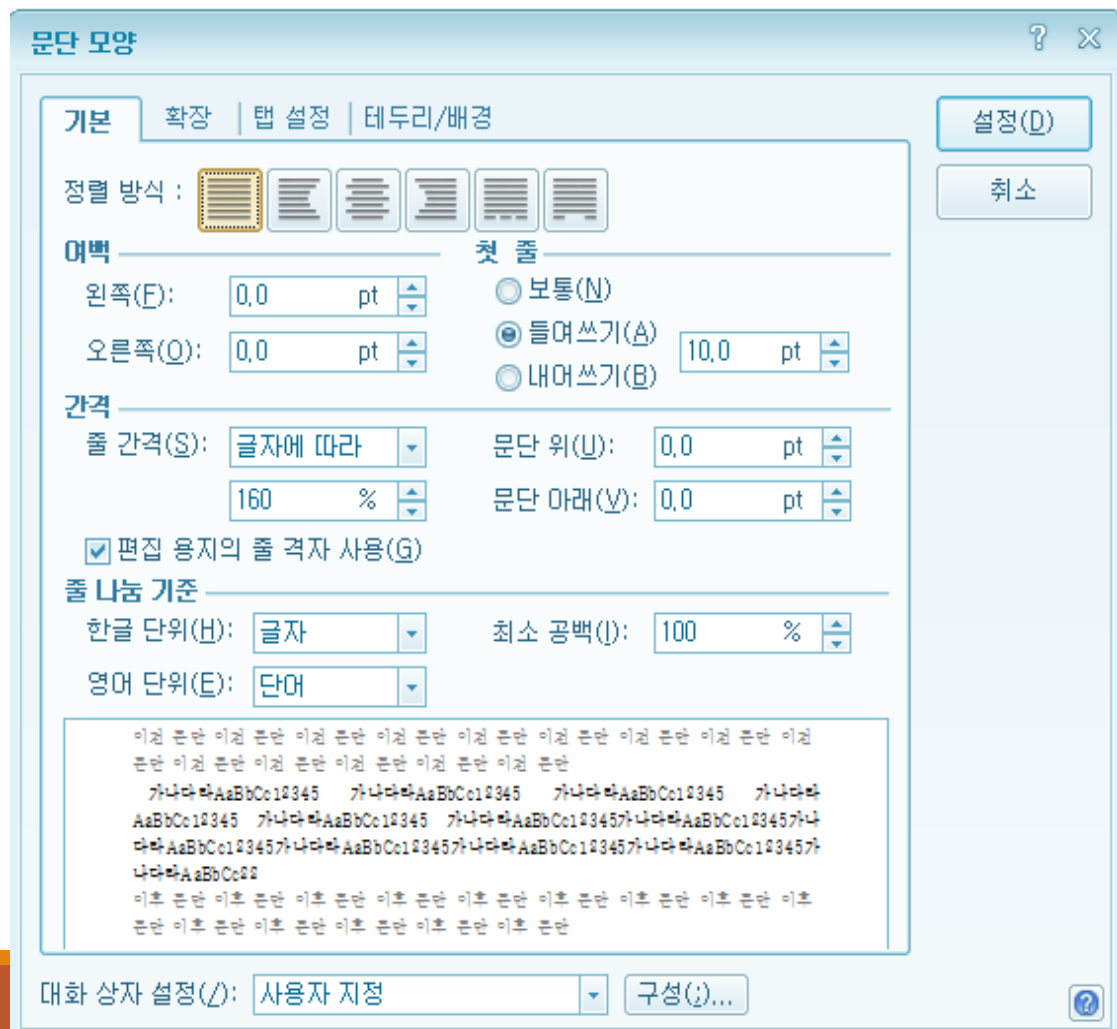 문단 모양
기본 확장 탭 설정 테두리/배경
설정(D)
취소
정렬 방식 :
여백
첫 줄
왼쪽(F): 0.0 pt
보통(N)
들여쓰기(A) 10.0 pt
오른쪽(O): 0.0 pt
내어쓰기(B)
간격
줄 간격(S): 글자에 따라
문단 위(U): 0.0 pt
160 %
문단 아래(V): 0.0 pt
편집 용지의 줄 격자 사용(G)
줄 나눔 기준
한글 단위(H): 글자
최소 공백(I): 100 %
영어 단위(E): 단어
이전 문단 이전 문단 이전 문단 이전 문단 이전 문단 이전 문단 이전 문단 이전 문단 이전
문단 이전 문단 이전 문단 이전 문단 이전 문단 이전 문단
가나다라AaBbCc12345 가나다라AaBbCc12345 가나다라AaBbCc12345 가나다라
AaBbCc12345 가나다라AaBbCc12345 가나다라AaBbCc12345가나다라AaBbCc12345가나
다라AaBbCc12345가나다라AaBbCc12345가나다라AaBbCc12345가나다라AaBbCc12345가
나다라AaBbCc
이후 문단 이후 문단 이후 문단 이후 문단 이후 문단 이후 문단 이후 문단 이후 문단 이후
문단 이후 문단 이후 문단 이후 문단 이후 문단 이후 문단
대화 상자 설정(/): 사용자 지정 구성(;)...